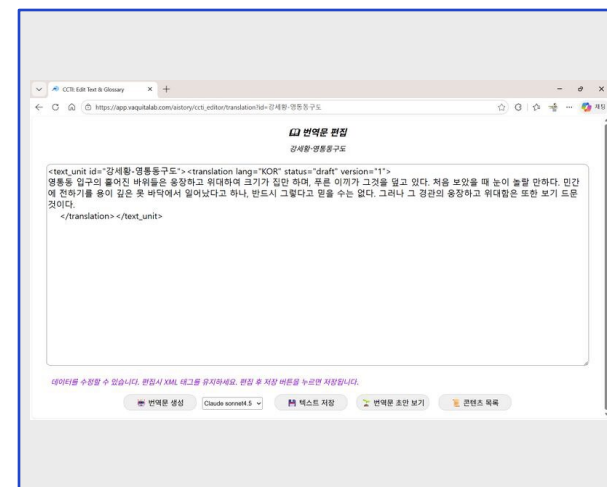 CCTI: Edit Text & Glossary
https://app.vaquitalab.com/aistory/ccti_editor/translation?id=강세황-영통동구도
채팅
번역문 편집
강세황-영통동구도
<text_unit id="강세황-영통동구도"><translation lang="KOR" status="draft" version="1">
영통동 입구의 흩어진 바위들은 웅장하고 위대하여 크기가 집만 하며, 푸른 이끼가 그것을 덮고 있다. 처음 보았을 때 눈이 놀랄 만하다. 민간
에 전하기를 용이 깊은 못 바닥에서 일어났다고 하나, 반드시 그렇다고 믿을 수는 없다. 그러나 그 경관의 웅장하고 위대함은 또한 보기 드문
것이다.
</translation></text_unit>
데이터를 수정할 수 있습니다. 편집시 XML 태그를 유지하세요. 편집 후 저장 버튼을 누르면 저장됩니다.
번역문 생성 Claude sonnet4.5 텍스트 저장 번역문 초안 보기 콘텐츠 목록